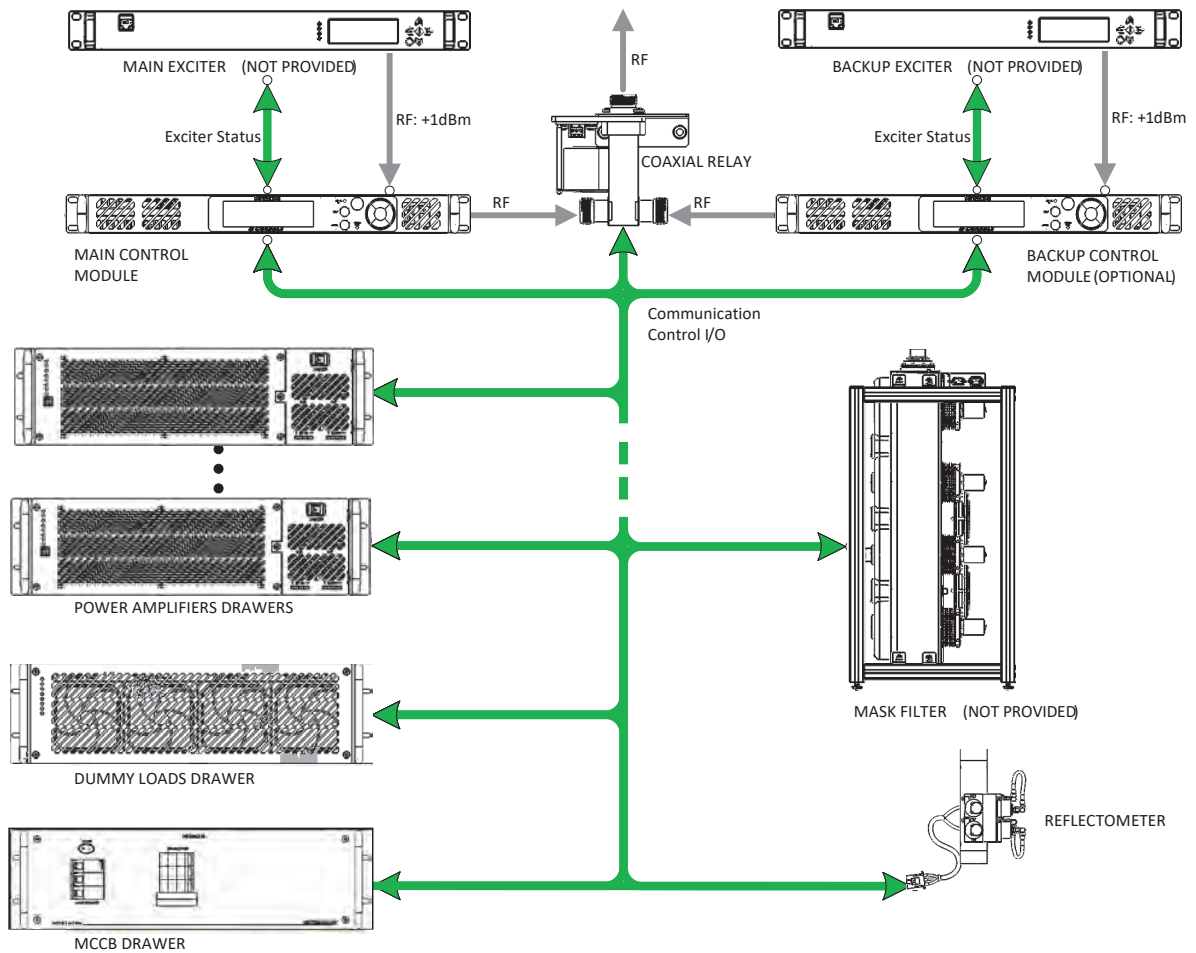 MAIN EXCITER (NOT PROVIDED)
RF
BACKUP EXCITER (NOT PROVIDED)
Exciter Status
RF: +1dBm
COAXIAL RELAY
Exciter Status
RF: +1dBm
RF
RF
MAIN CONTROL
MODULE
BACKUP CONTROL
MODULE (OPTIONAL)
Communication
Control I/O
POWER AMPLIFIERS DRAWERS
MASK FILTER (NOT PROVIDED)
DUMMY LOADS DRAWER
REFLECTOMETER
MCCB DRAWER